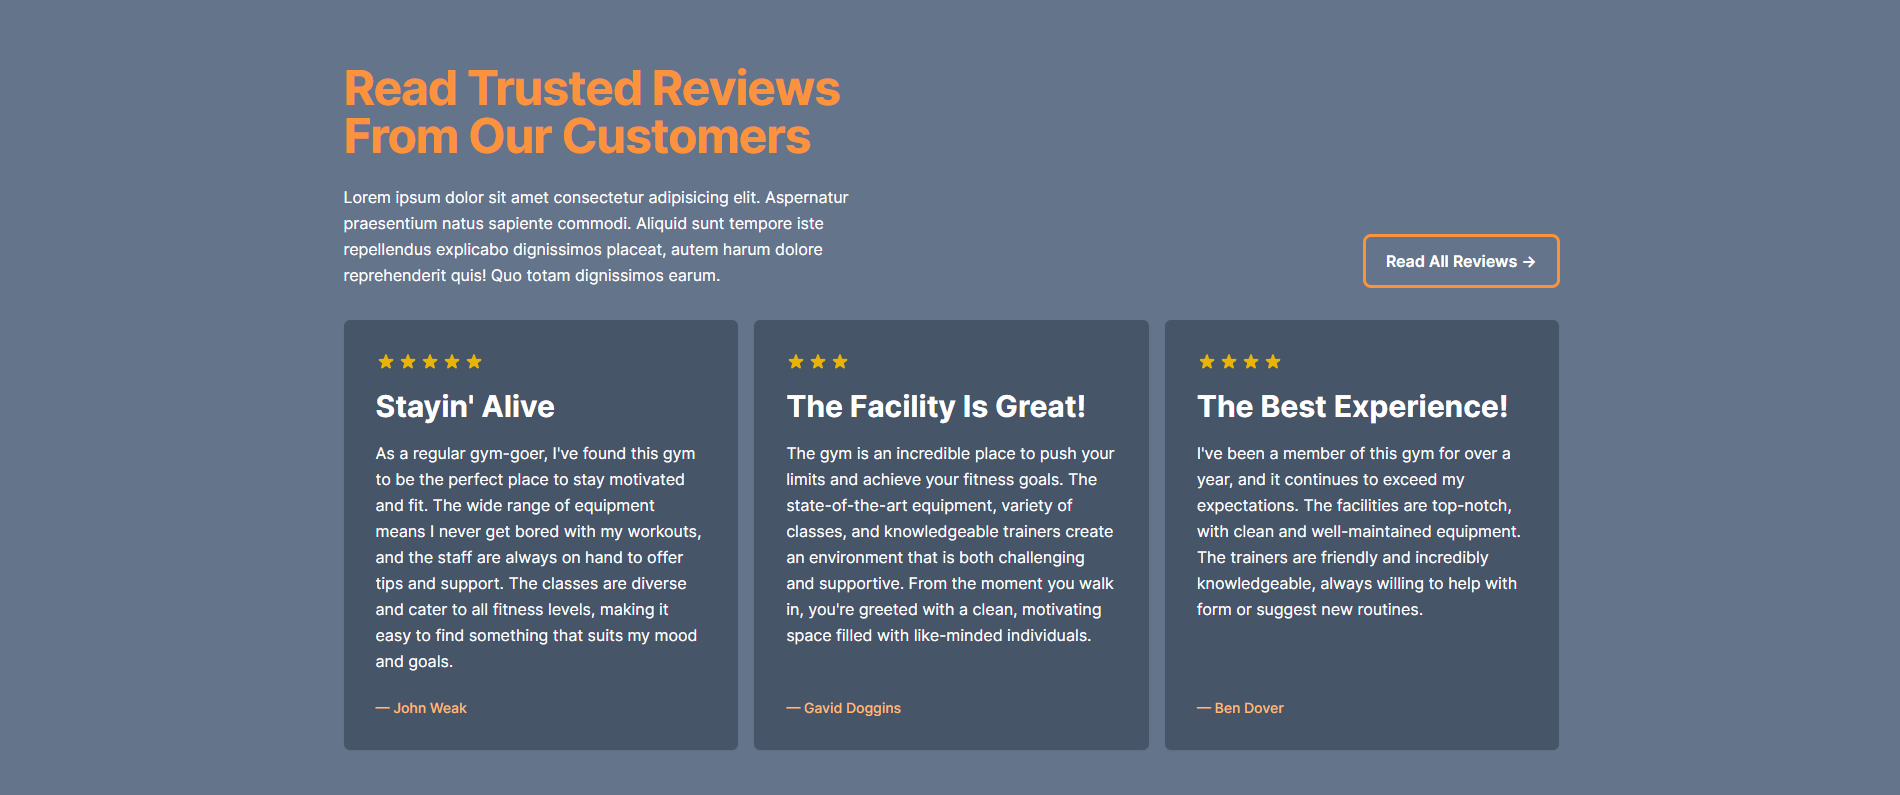 Read Trusted Reviews
From Our Customers
Lorem ipsum dolor sit amet consectetur adipisicing elit. Aspernatur
praesentium natus sapiente commodi. Aliquid sunt tempore iste
repellendus explicabo dignissimos placeat, autem harum dolore
reprehenderit quis! Quo totam dignissimos earum.
Read All Reviews →
Stayin' Alive
As a regular gym-goer, I've found this gym
to be the perfect place to stay motivated
and fit. The wide range of equipment
means I never get bored with my workouts,
and the staff are always on hand to offer
tips and support. The classes are diverse
and cater to all fitness levels, making it
easy to find something that suits my mood
and goals.
— John Weak
The Facility Is Great!
The gym is an incredible place to push your
limits and achieve your fitness goals. The
state-of-the-art equipment, variety of
classes, and knowledgeable trainers create
an environment that is both challenging
and supportive. From the moment you walk
in, you're greeted with a clean, motivating
space filled with like-minded individuals.
— Gavid Doggins
The Best Experience!
I've been a member of this gym for over a
year, and it continues to exceed my
expectations. The facilities are top-notch,
with clean and well-maintained equipment.
The trainers are friendly and incredibly
knowledgeable, always willing to help with
form or suggest new routines.
— Ben Dover